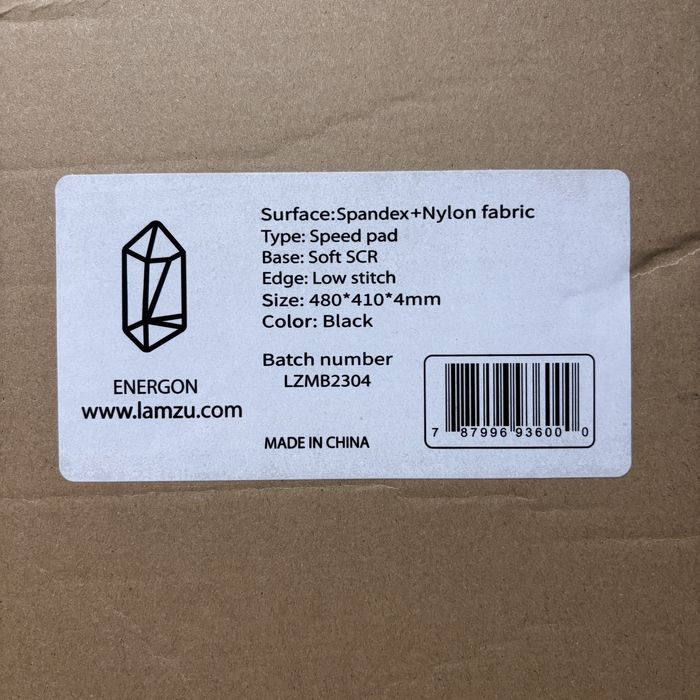 Surface:Spandex+Nylon fabric
Type: Speed pad
Base: Soft SCR
Edge: Low stitch
Size: 480*410*4mm
Color: Black
Batch number
LZMB2304
ENERGON
www.lamzu.com
MADE IN CHINA
7 87996 93600 0